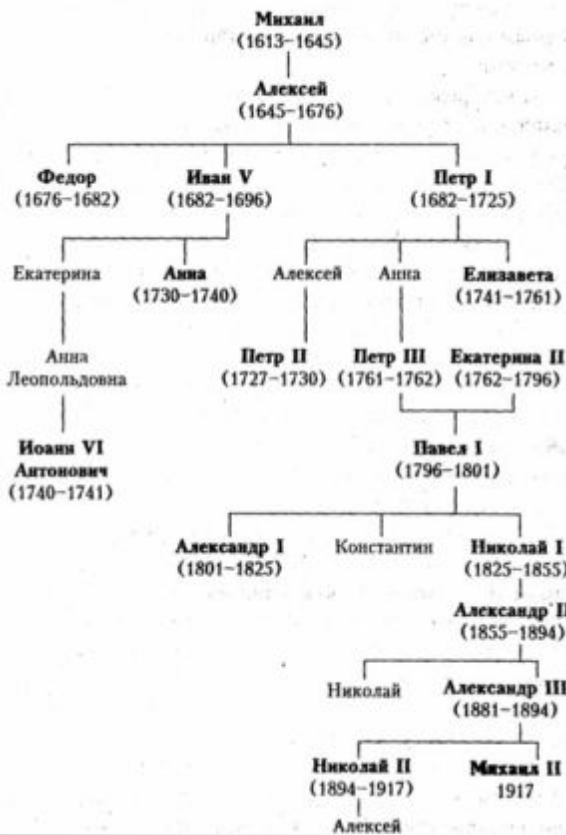 Михаил
(1613–1645)
Алексей
(1645–1676)
Федор Иван V Петр I
(1676–1682) (1682–1696) (1682–1725)
Екатерина Анна Алексей Анна Елизавета
(1730–1740) (1741–1761)
Анна
Леопольдовна
Петр II Петр III Екатерина II
(1727–1730) (1761–1762) (1762–1796)
Иоанн VI
Антонович
(1740–1741)
Павел I
(1796–1801)
Александр I Константин Николай I
(1801–1825) (1825–1855)
Александр II
(1855–1894)
Николай Александр III
(1881–1894)
Николай II Михаил II
(1894–1917) 1917
Алексей